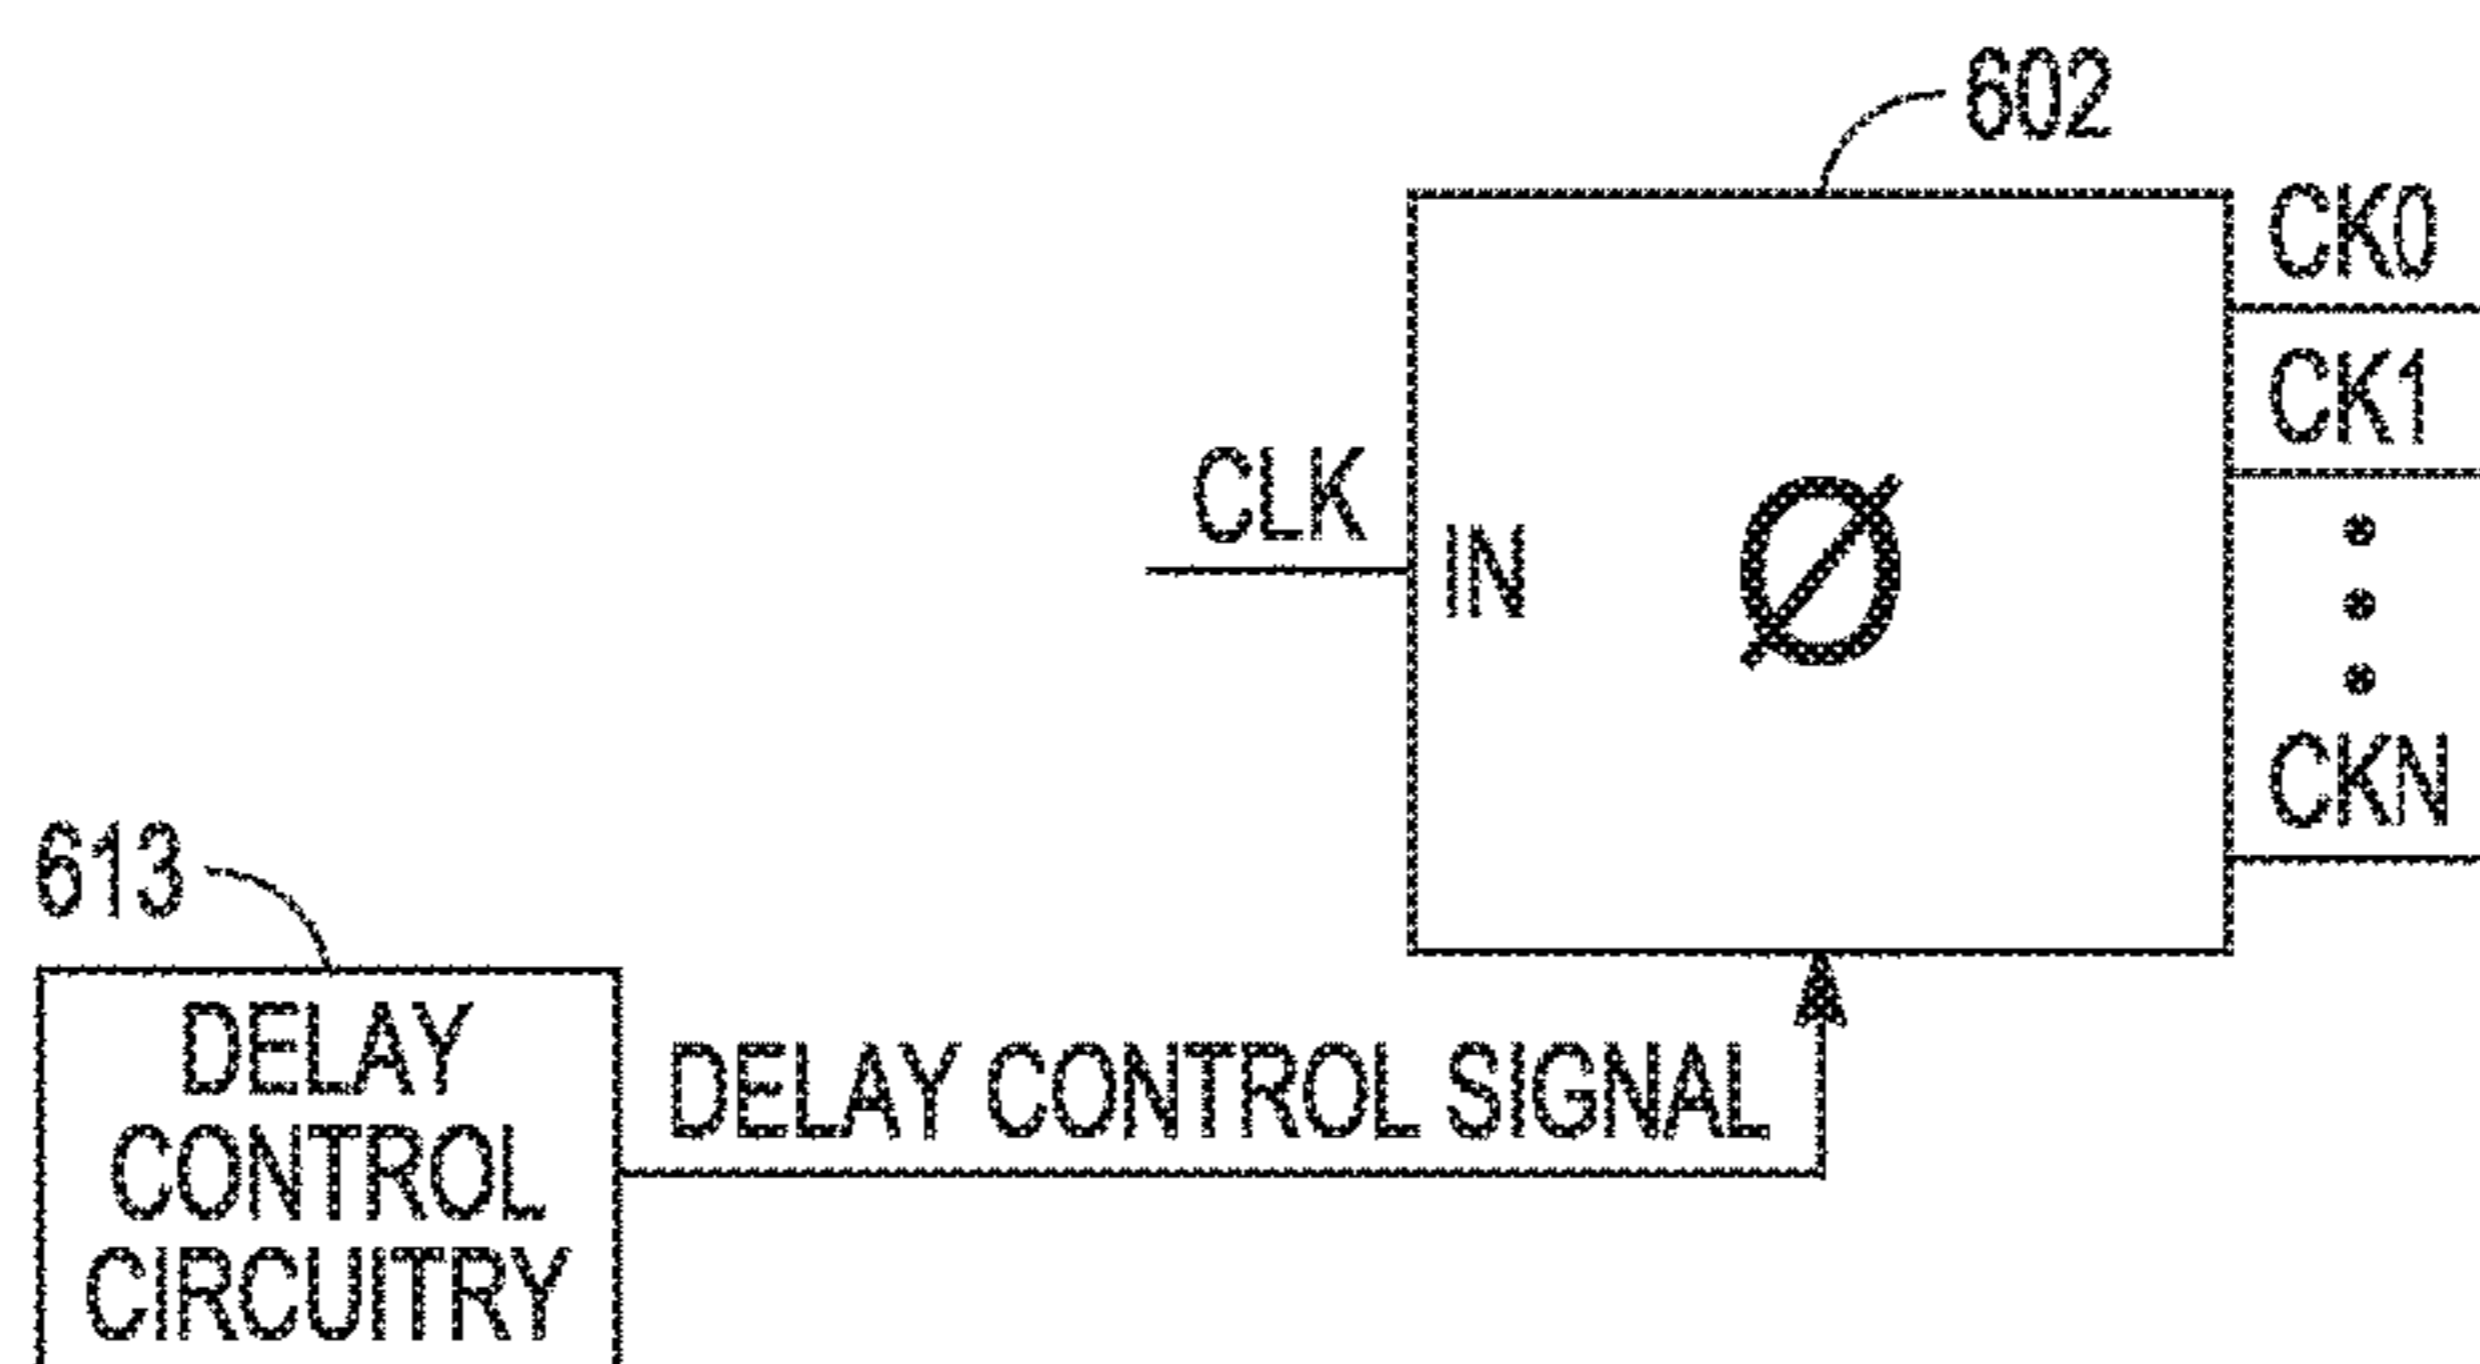 602
CK0
CK1
CLK
IN
Ø
CKN
613
DELAY
CONTROL
CIRCUITRY
DELAY CONTROL SIGNAL